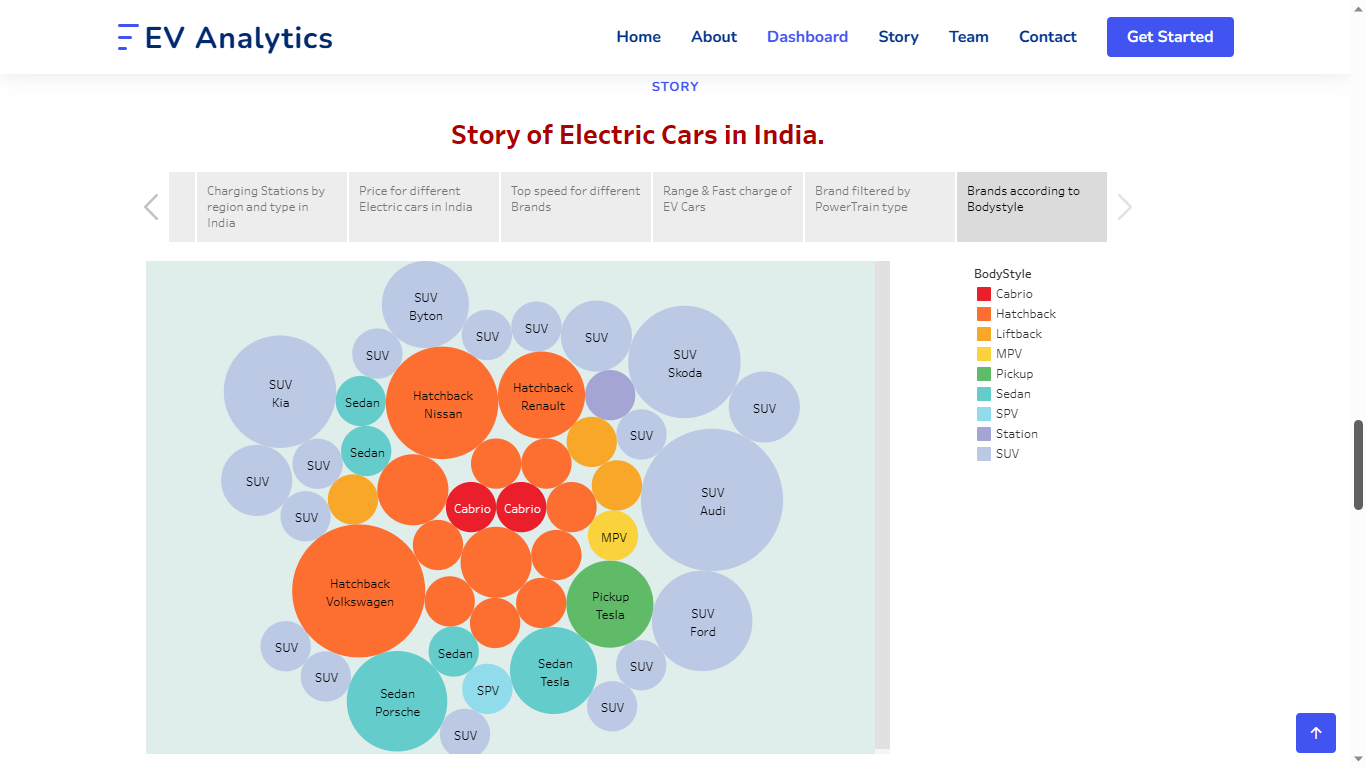 EV Analytics
Home About Dashboard Story Team Contact Get Started
STORY
Story of Electric Cars in India.
Charging Stations by
region and type in
India
Price for different
Electric cars in India
Top speed for different
Brands
Range & Fast charge of
EV Cars
Brand filtered by
PowerTrain type
Brands according to
Bodystyle
SUV
Byton
SUV
SUV
SUV
SUV
SUV
Skoda
SUV
Kia
Sedan
Hatchback
Nissan
Hatchback
Renault
SUV
SUV
Sedan
SUV
SUV
SUV
Cabrio
Cabrio
SUV
Audi
MPV
Hatchback
Volkswagen
Pickup
Tesla
SUV
Ford
SUV
SUV
Sedan
Sedan
Tesla
SUV
Sedan
Porsche
SPV
SUV
SUV
BodyStyle
Cabrio
Hatchback
Liftback
MPV
Pickup
Sedan
SPV
Station
SUV